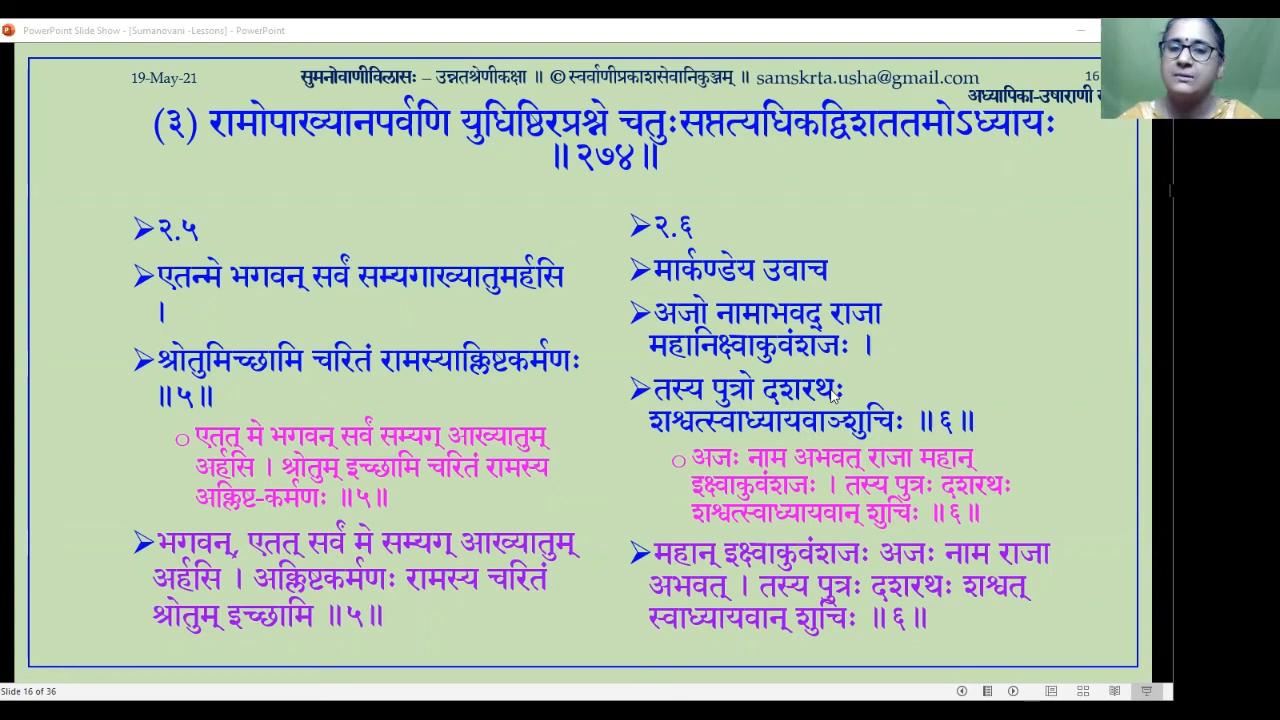 PowerPoint Slide Show - [Sumanovani -Lessons] - PowerPoint
19-May-21
सुमनोवाणीविलासः – उन्नतश्रेणीकक्षा ॥ © स्वर्वाणीप्रकाशसेवानिकुञ्जम् ॥ samskrta.usha@gmail.com
16
अध्यापिका-उषाराणी
(३) रामोपाख्यानपर्वणि युधिष्ठिरप्रश्ने चतुःसप्तत्यधिकद्विशततमोऽध्यायः
॥२७४॥
२.५
एतन्मे भगवन् सर्वं सम्यगाख्यातुमर्हसि
।
श्रोतुमिच्छामि चरितं रामस्याक्लिष्टकर्मणः
॥५॥
एतत् मे भगवन् सर्वं सम्यग् आख्यातुम्
अर्हसि । श्रोतुम् इच्छामि चरितं रामस्य
अक्लिष्ट-कर्मणः ॥५॥
भगवन्, एतत् सर्वं मे सम्यग् आख्यातुम्
अर्हसि । अक्लिष्टकर्मणः रामस्य चरितं
श्रोतुम् इच्छामि ॥५॥
२.६
मार्कण्डेय उवाच
अजो नामाभवद् राजा
महानिक्ष्वाकुवंशजः ।
तस्य पुत्रो दशरथः
शश्वत्स्वाध्यायवाञ्शुचिः ॥६॥
अजः नाम अभवत् राजा महान्
इक्ष्वाकुवंशजः । तस्य पुत्रः दशरथः
शश्वत्स्वाध्यायवान् शुचिः ॥६॥
महान् इक्ष्वाकुवंशजः अजः नाम राजा
अभवत् । तस्य पुत्रः दशरथः शश्वत्
स्वाध्यायवान् शुचिः ॥६॥
Slide 16 of 36